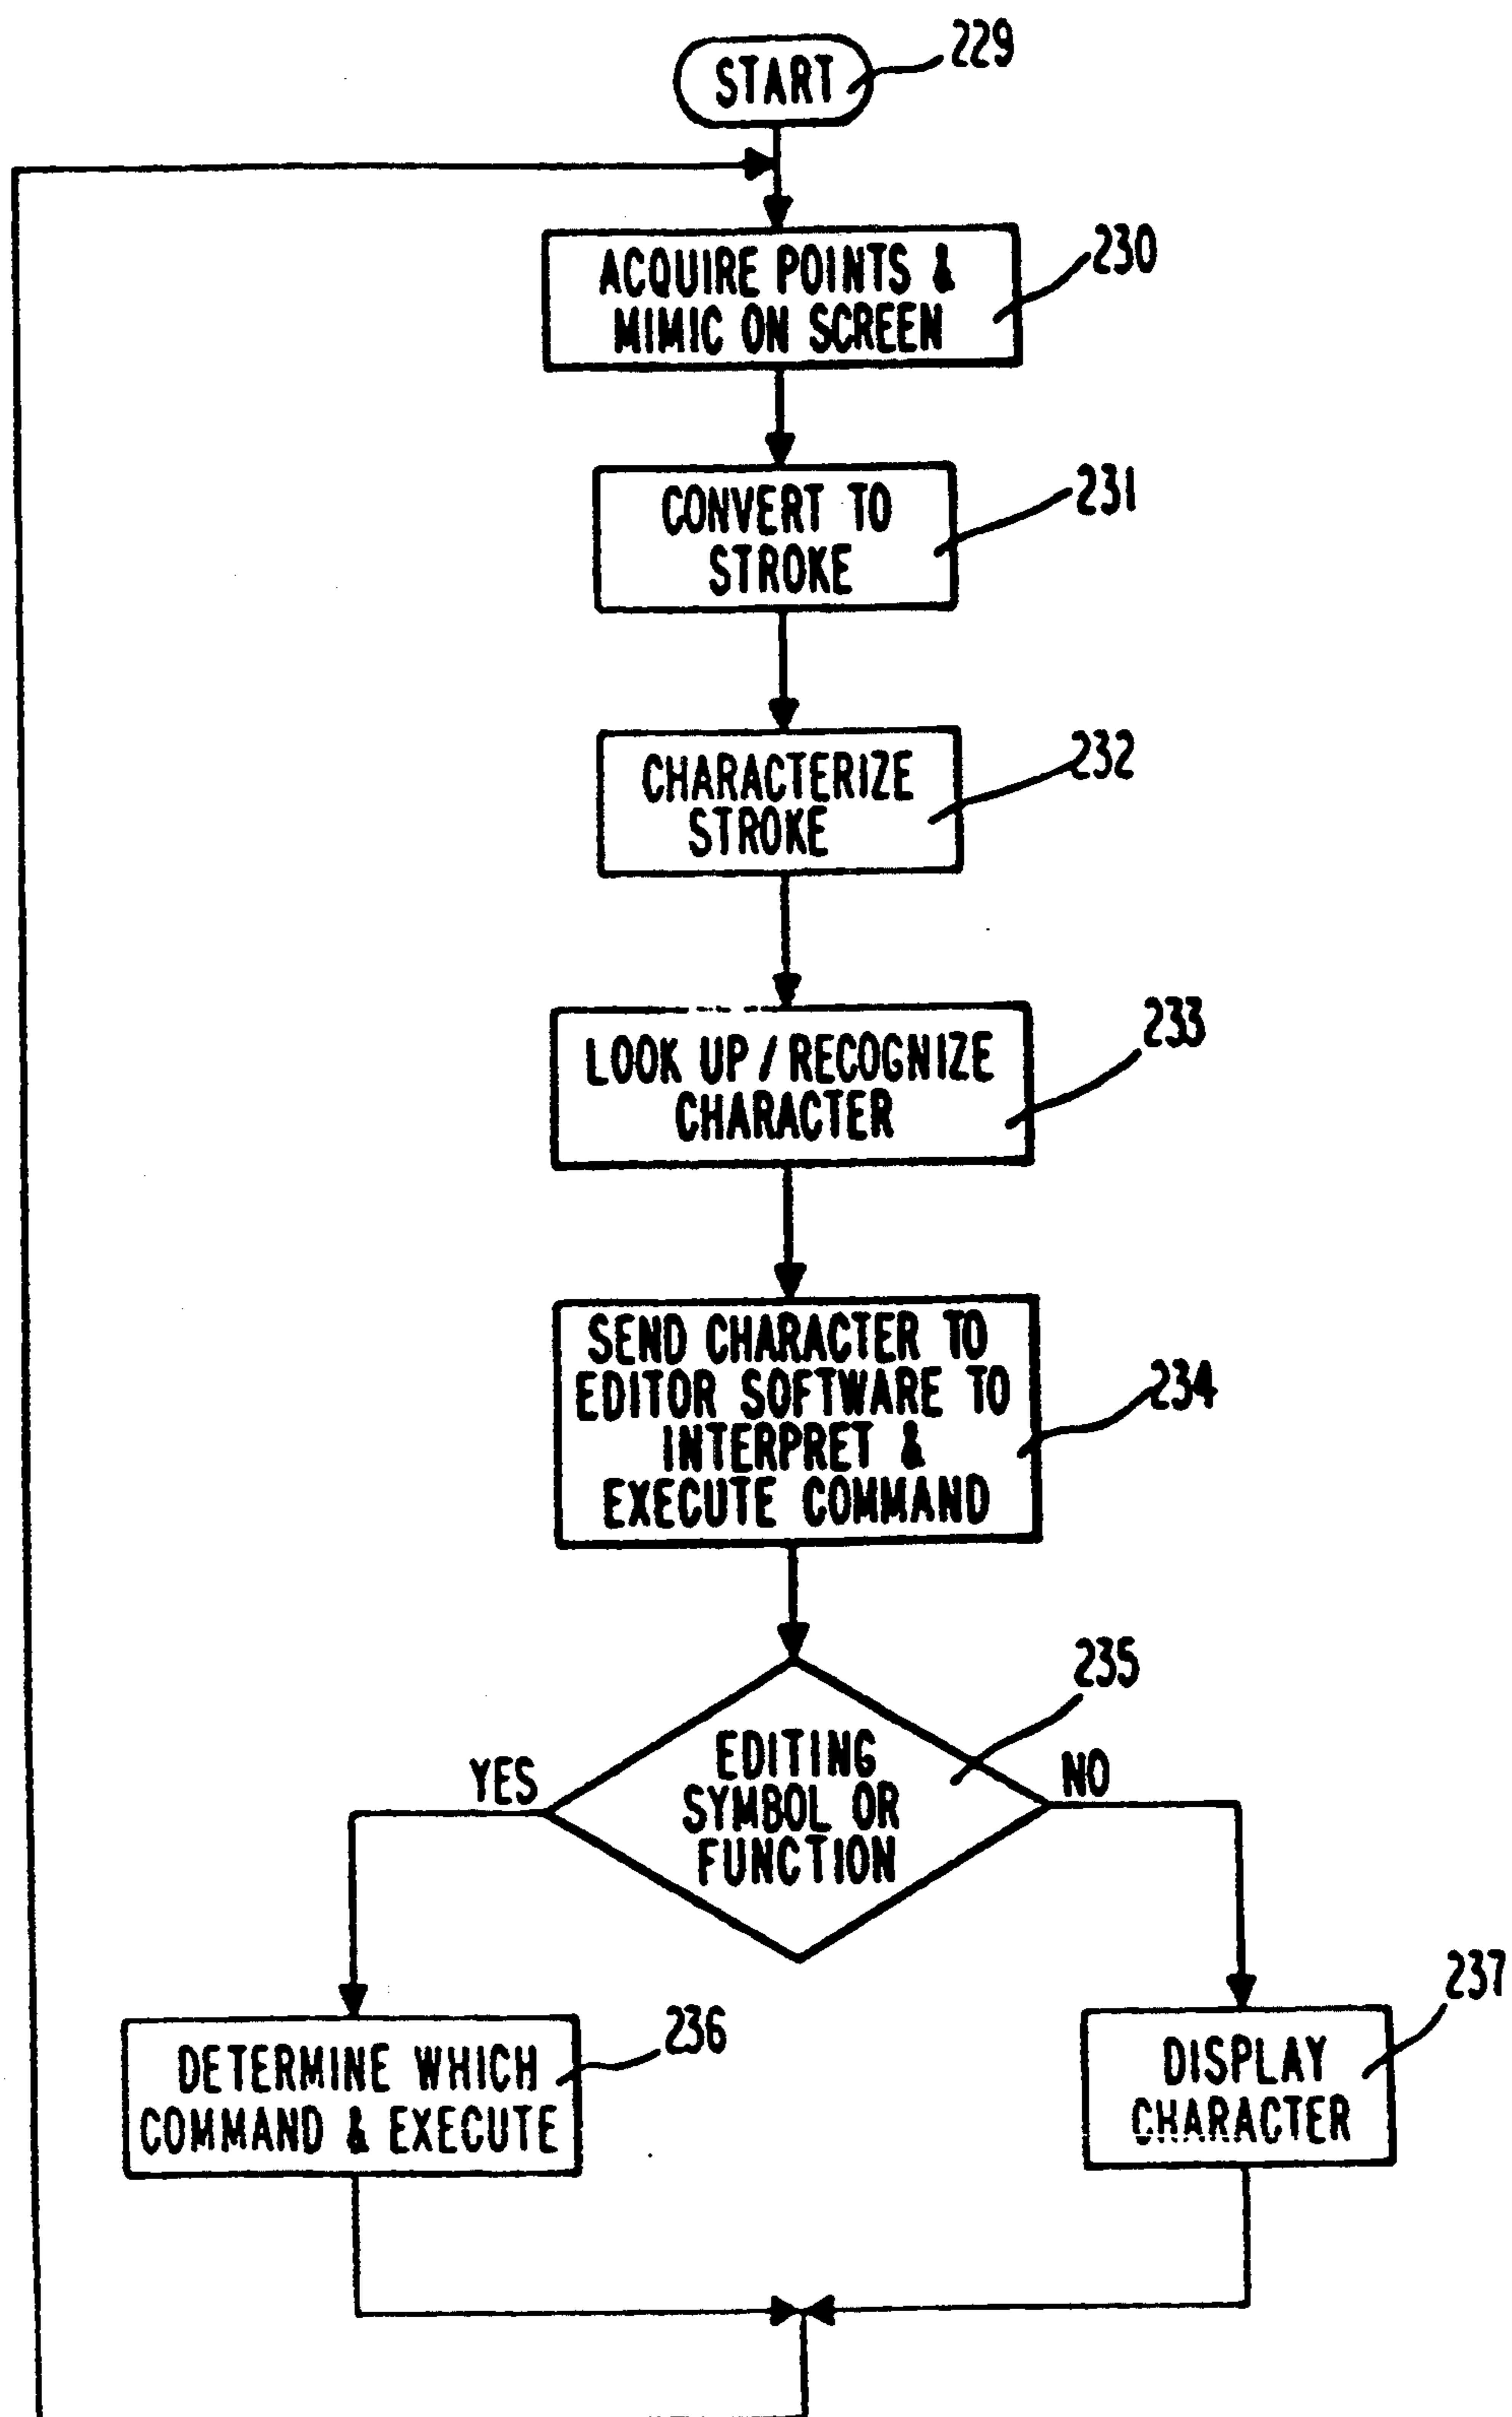 START
229
ACQUIRE POINTS &
MIMIC ON SCREEN
230
CONVERT TO
STROKE
231
CHARACTERIZE
STROKE
232
LOOK UP / RECOGNIZE
CHARACTER
233
SEND CHARACTER TO
EDITOR SOFTWARE TO
INTERPRET &
EXECUTE COMMAND
234
EDITING
SYMBOL OR
FUNCTION
235
YES
NO
DETERMINE WHICH
COMMAND & EXECUTE
236
DISPLAY
CHARACTER
237